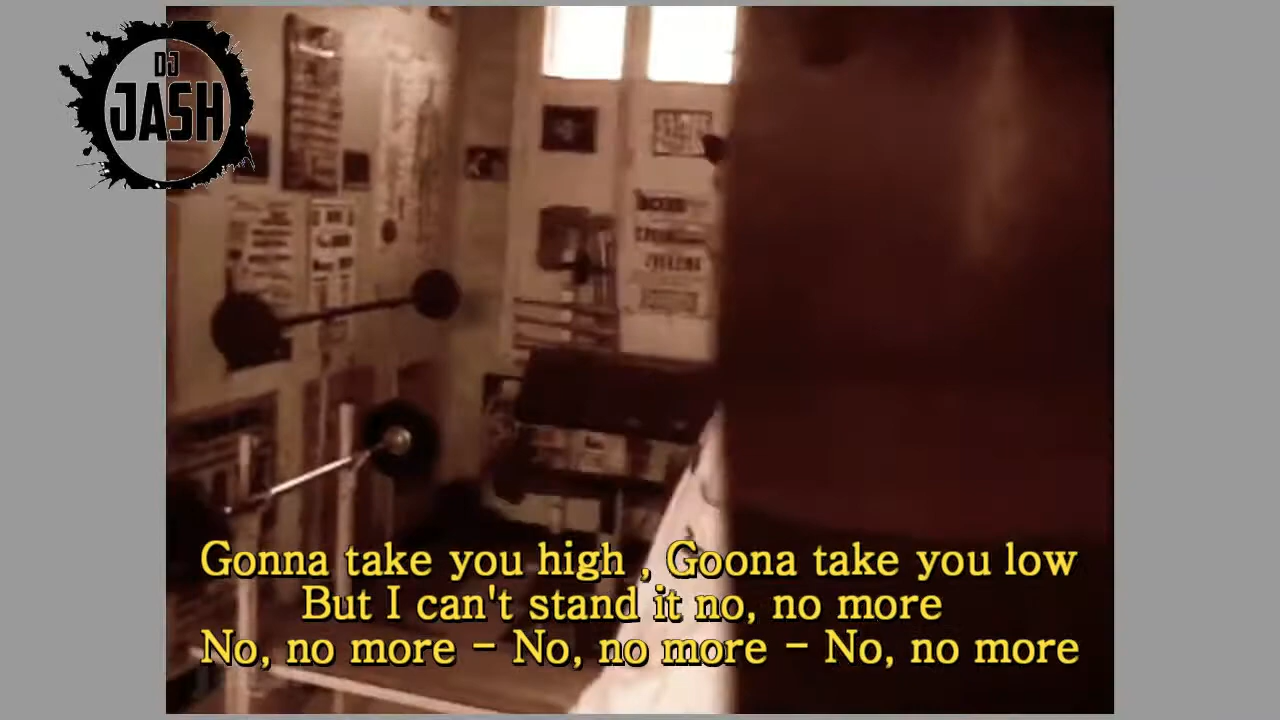 DJ
JASH
Gonna take you high , Goona take you low
But I can't stand it no, no more
No, no more - No, no more - No, no more